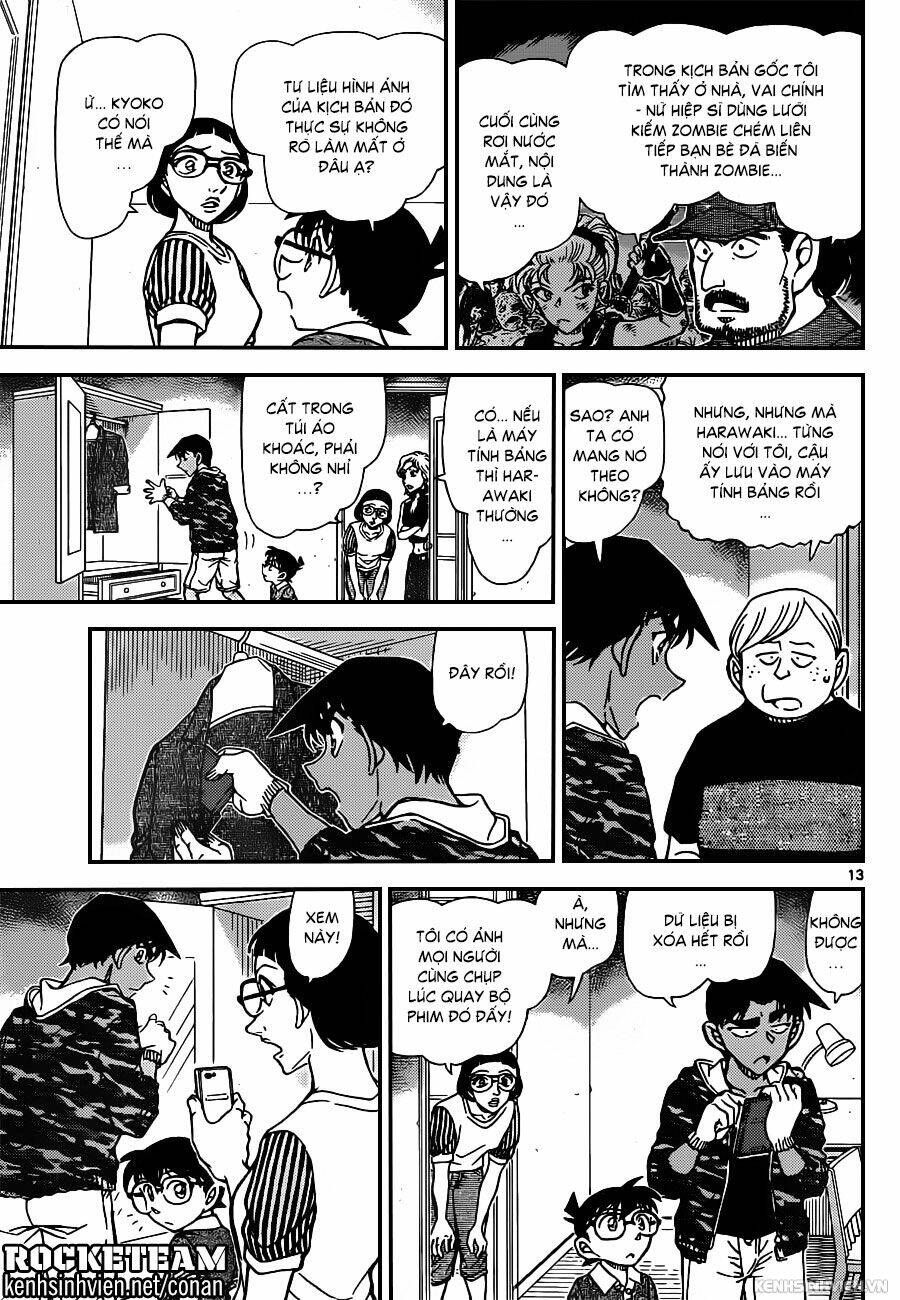 TRONG KỊCH BẢN GỐC TÔI
TÌM THẤY Ở NHÀ, VAI CHÍNH
- NỮ HIỆP SĨ DÙNG LƯỠI
KIẾM ZOMBIE CHÉM LIÊN
TIẾP BẠN BÈ ĐÃ BIẾN
THÀNH ZOMBIE...
CUỐI CÙNG
RƠI NƯỚC
MẮT, NỘI
DUNG LÀ
VẬY ĐÓ
...
TƯ LIỆU HÌNH ẢNH
CỦA KỊCH BẢN ĐÓ
THỰC SỰ KHÔNG
RÕ LÀM MẤT Ở
ĐÂU Ạ?
Ừ... KYOKO
CÓ NÓI
THẾ MÀ
...
NHƯNG, NHƯNG MÀ
HARAWAKI... TỪNG
NÓI VỚI TÔI, CẬU
ẤY LƯU VÀO MÁY
TÍNH BẢNG RỒI
...
SAO? ANH
TA CÓ
MANG NÓ
THEO
KHÔNG?
CÓ... NẾU
LÀ MÁY
TÍNH BẢNG
THÌ HAR-
AWAKI
THƯỜNG
CẤT TRONG
TÚI ÁO
KHOÁC, PHẢI
KHÔNG NHỈ
...?
ĐÂY RỒI!
13
KHÔNG
ĐƯỢC
...
DỮ LIỆU BỊ
XÓA HẾT RỒI
...
À,
NHƯNG
MÀ...
TÔI CÓ ẢNH
MỌI NGƯỜI
CÙNG CHỤP
LÚC QUAY BỘ
PHIM ĐÓ ĐẤY!
XEM
NÀY!
ROCKETEAM
kenhsinhvien.net/conan
KENHSINHVIEN.VN